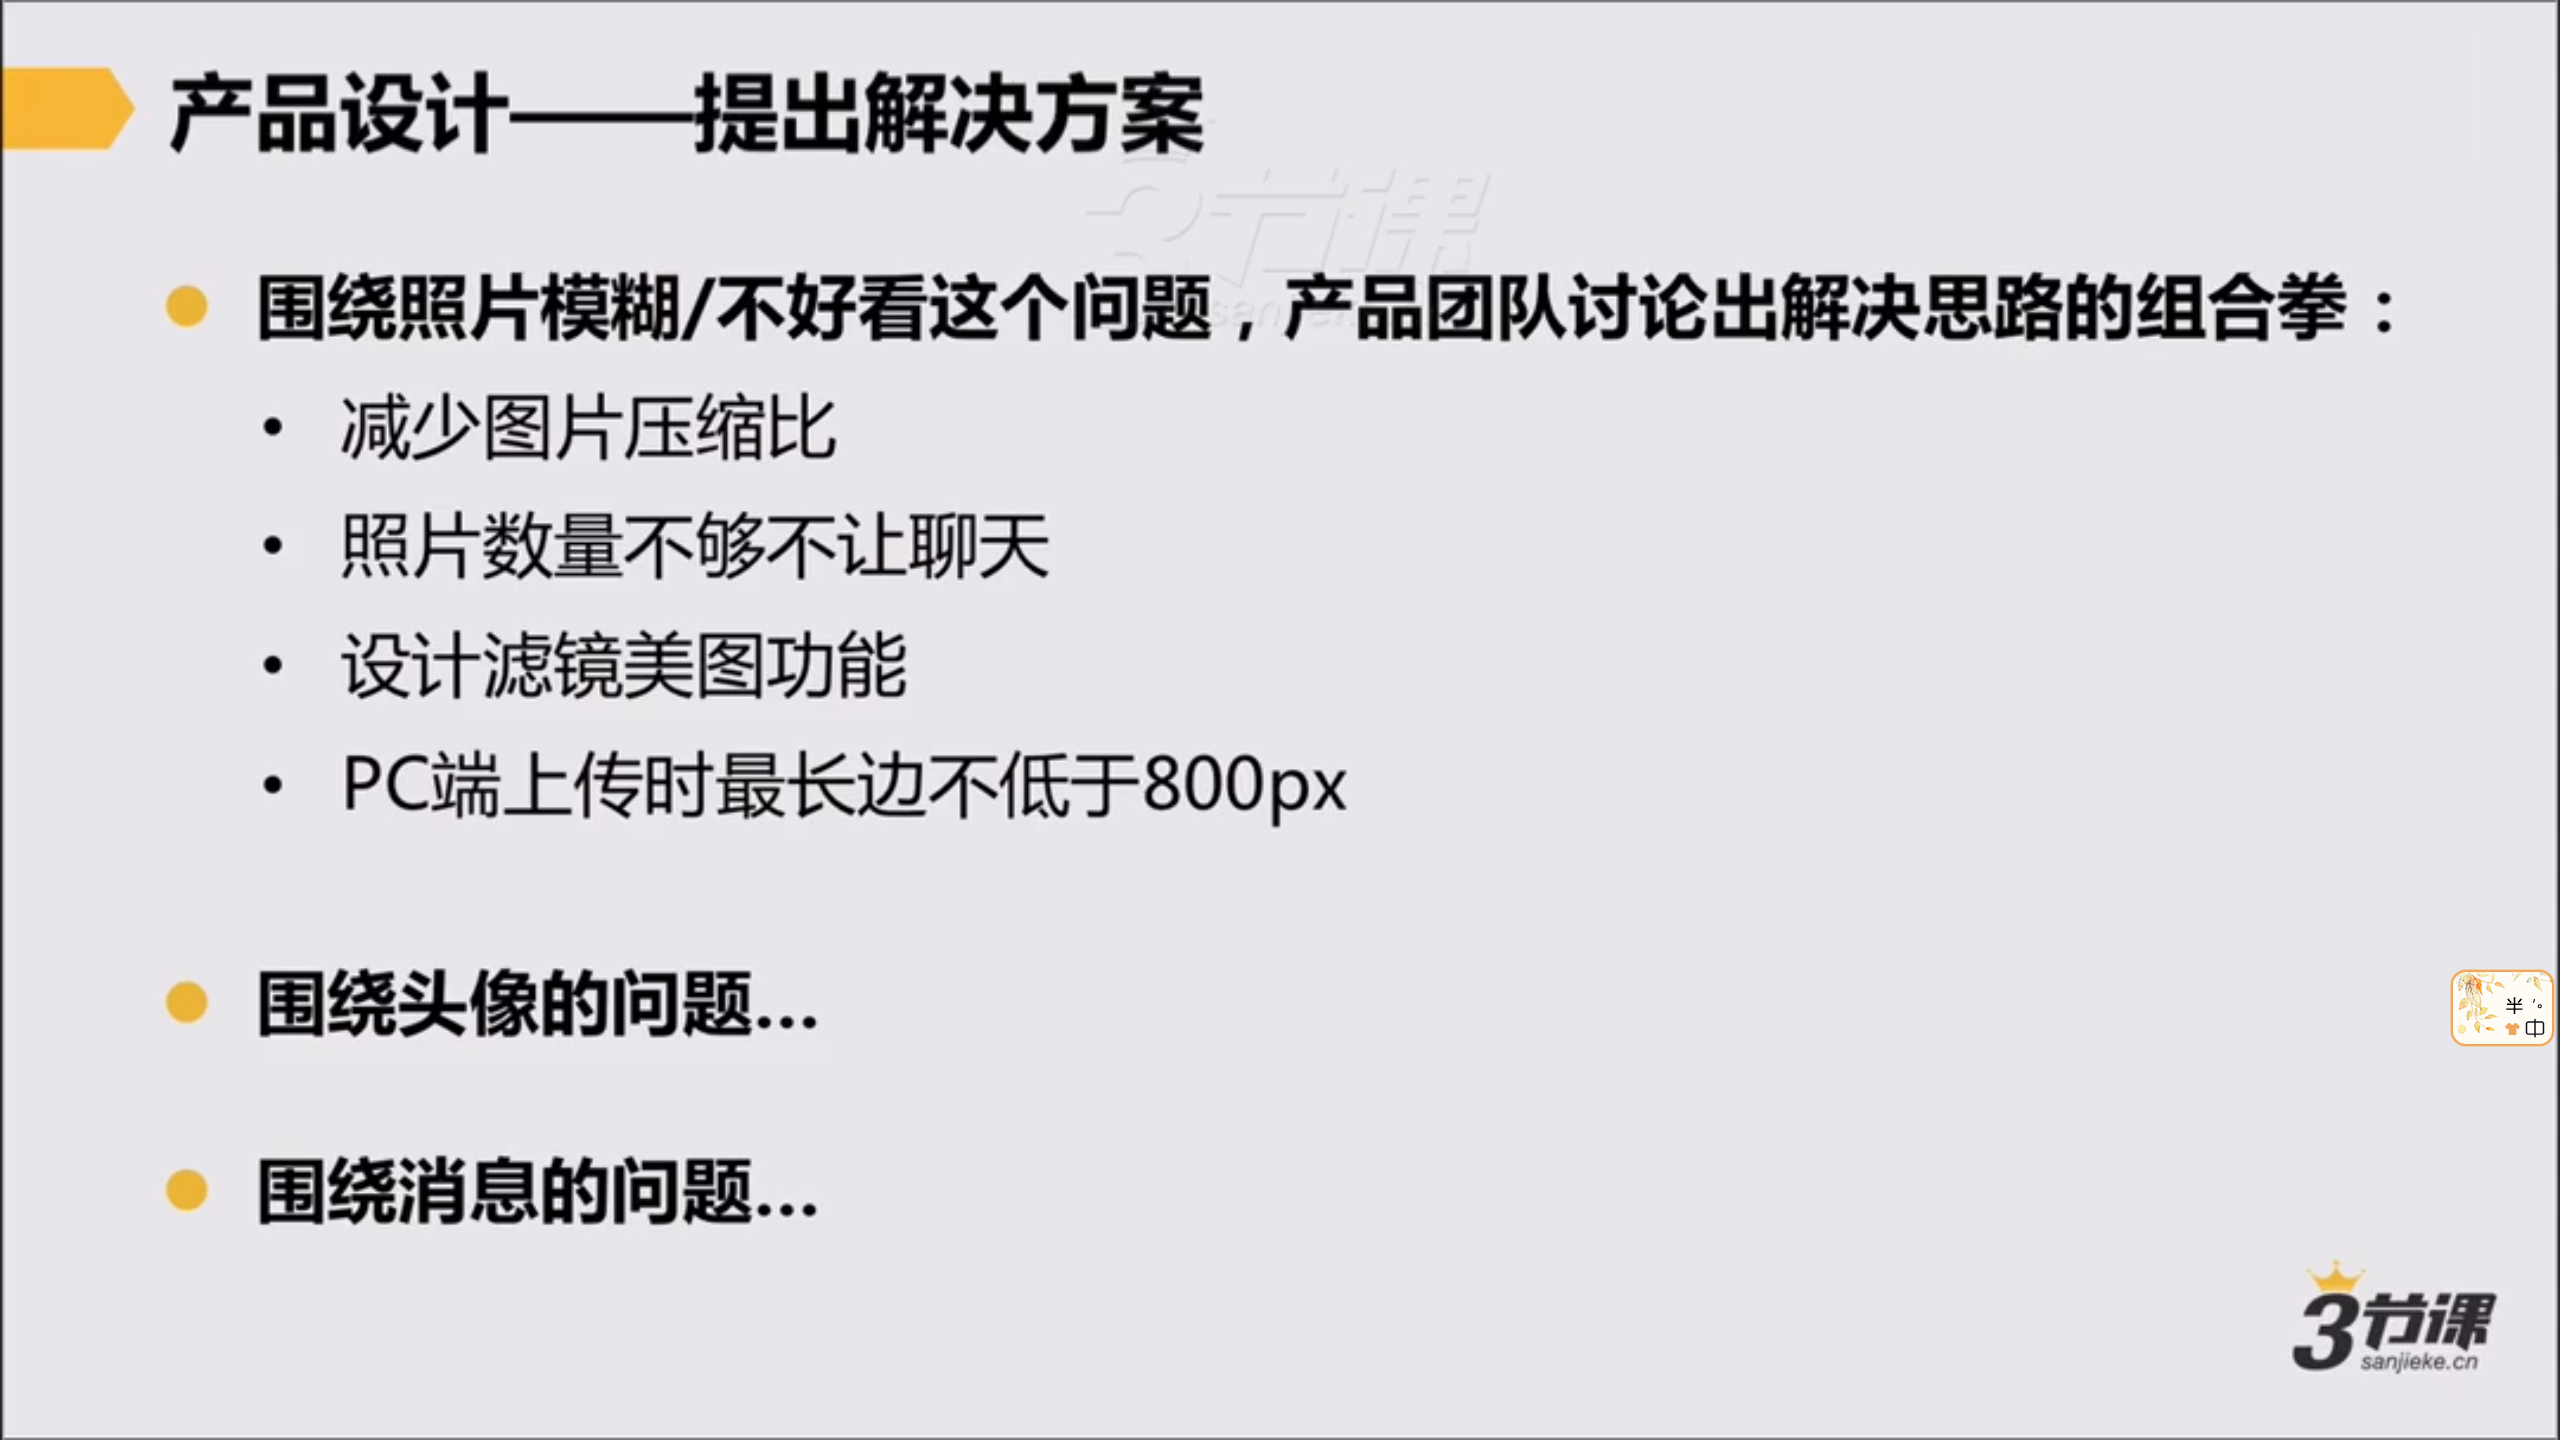 产品设计——提出解决方案
3节课
围绕照片模糊/不好看这个问题，产品团队讨论出解决思路的组合拳：
• 减少图片压缩比
• 照片数量不够不让聊天
• 设计滤镜美图功能
• PC端上传时最长边不低于800px
围绕头像的问题...
半 ’。
中
围绕消息的问题...
3节课
sanjieke.cn